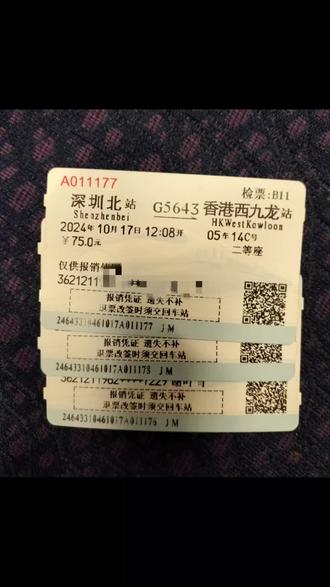 A011177
检票:B11
深圳北站 G5643 香港西九龙站
Shenzhenbei HKWestKowloon
2024年10月17日12:08开 05车14C号
￥75.0元 二等座
仅供报销
3621211
报销凭证 遗失不补
退票改签时须交回车站
24643310461017A011177 JM
报销凭证 遗失不补
退票改签时须交回车站
24643310461017A011175 JM
报销凭证 遗失不补
退票改签时须交回车站
24643310461017A011176 JM